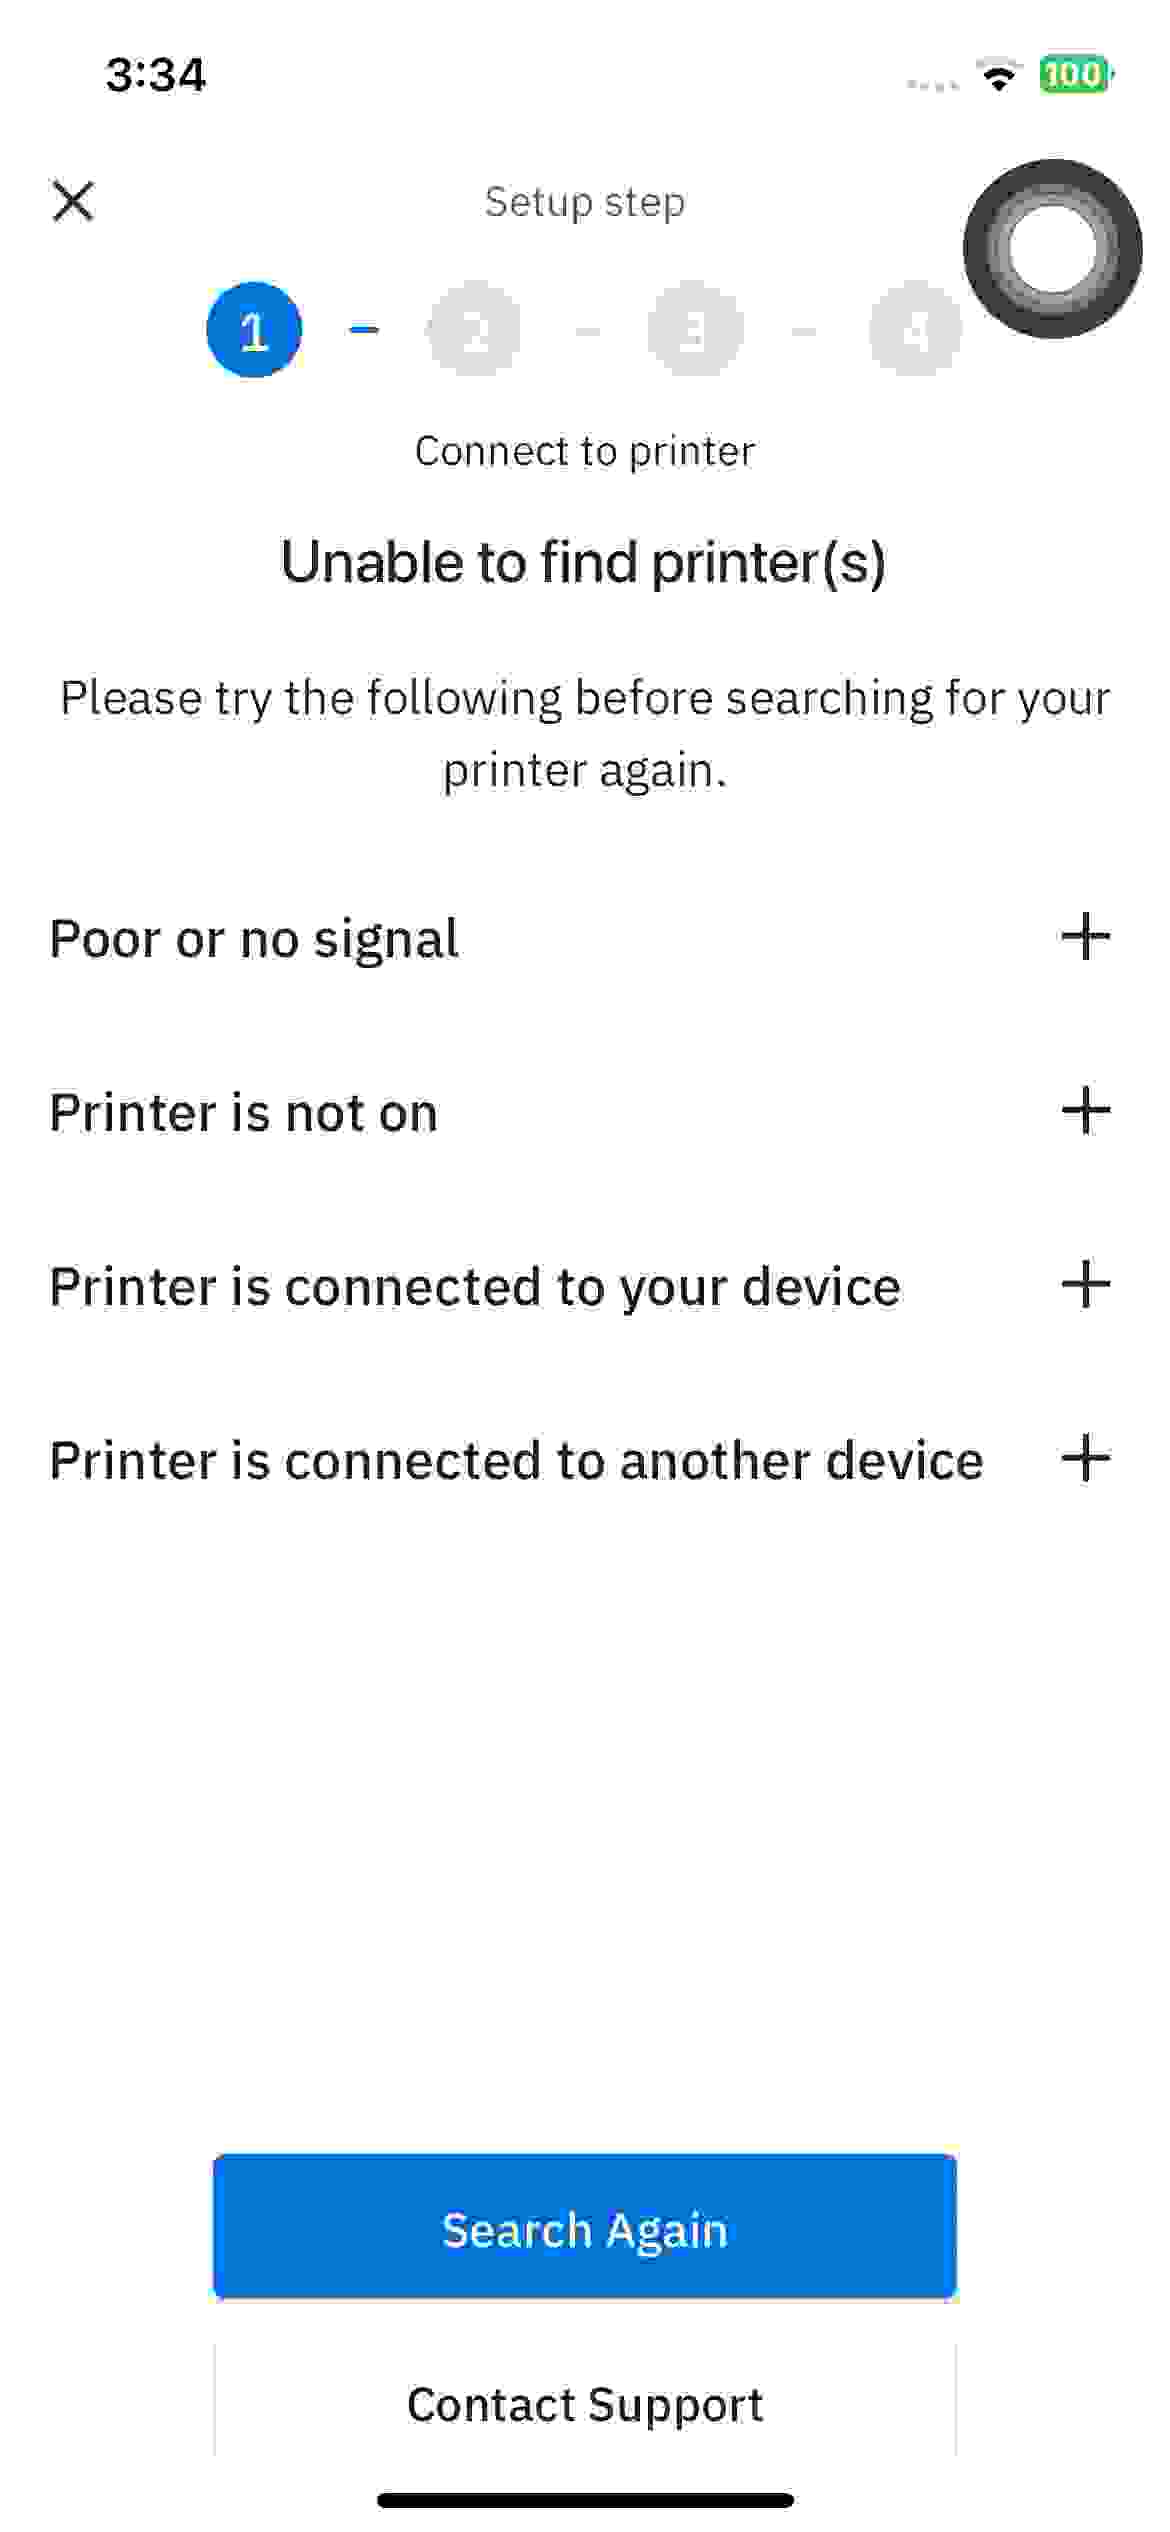 3:34
100
Setup step
1
2
3
4
Connect to printer
Unable to find printer(s)
Please try the following before searching for your
printer again.
Poor or no signal
Printer is not on
Printer is connected to your device
Printer is connected to another device
Search Again
Contact Support